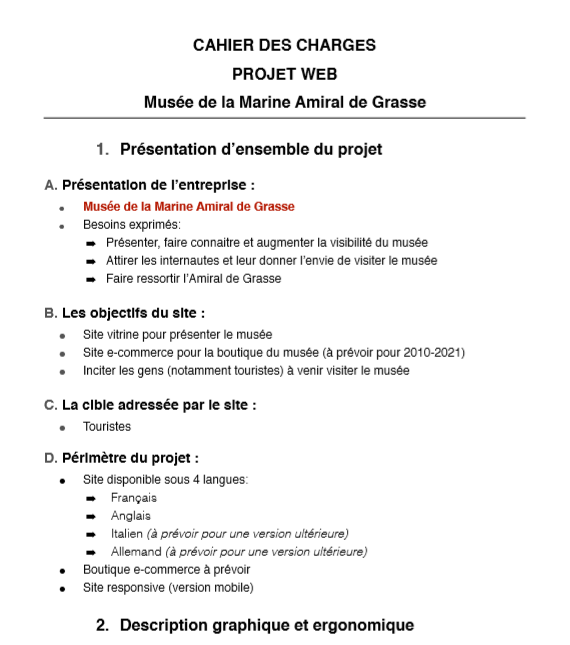 CAHIER DES CHARGES
PROJET WEB
Musée de la Marine Amiral de Grasse
1. Présentation d'ensemble du projet
A. Présentation de l'entreprise :
• Musée de la Marine Amiral de Grasse
• Besoins exprimés:
➡ Présenter, faire connaitre et augmenter la visibilité du musée
➡ Attirer les internautes et leur donner l'envie de visiter le musée
➡ Faire ressortir l'Amiral de Grasse
B. Les objectifs du site :
• Site vitrine pour présenter le musée
• Site e-commerce pour la boutique du musée (à prévoir pour 2010-2021)
• Inciter les gens (notamment touristes) à venir visiter le musée
C. La cible adressée par le site :
• Touristes
D. Périmètre du projet :
• Site disponible sous 4 langues:
➡ Français
➡ Anglais
➡ Italien (à prévoir pour une version ultérieure)
➡ Allemand (à prévoir pour une version ultérieure)
• Boutique e-commerce à prévoir
• Site responsive (version mobile)
2. Description graphique et ergonomique